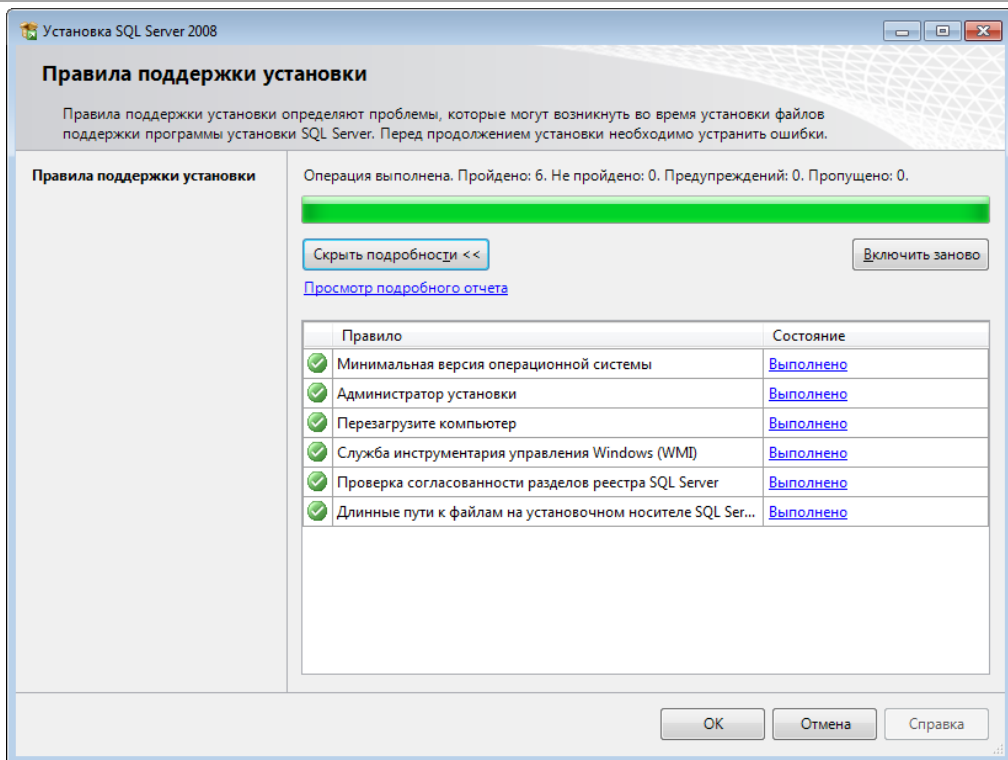 Установка SQL Server 2008
Правила поддержки установки
Правила поддержки установки определяют проблемы, которые могут возникнуть во время установки файлов
поддержки программы установки SQL Server. Перед продолжением установки необходимо устранить ошибки.
Правила поддержки установки
Операция выполнена. Пройдено: 6. Не пройдено: 0. Предупреждений: 0. Пропущено: 0.
Скрыть подробности <<
Включить заново
Просмотр подробного отчета
Правило Состояние
Минимальная версия операционной системы Выполнено
Администратор установки Выполнено
Перезагрузите компьютер Выполнено
Служба инструментария управления Windows (WMI) Выполнено
Проверка согласованности разделов реестра SQL Server Выполнено
Длинные пути к файлам на установочном носителе SQL Ser... Выполнено
ОК Отмена Справка